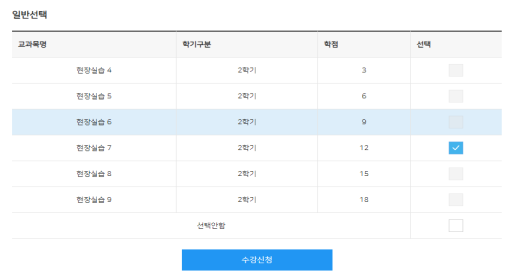 일반선택
교과목명 학기구분 학점 선택
현장실습 4 2학기 3
현장실습 5 2학기 6
현장실습 6 2학기 9
현장실습 7 2학기 12
현장실습 8 2학기 15
현장실습 9 2학기 18
선택안함
수강신청